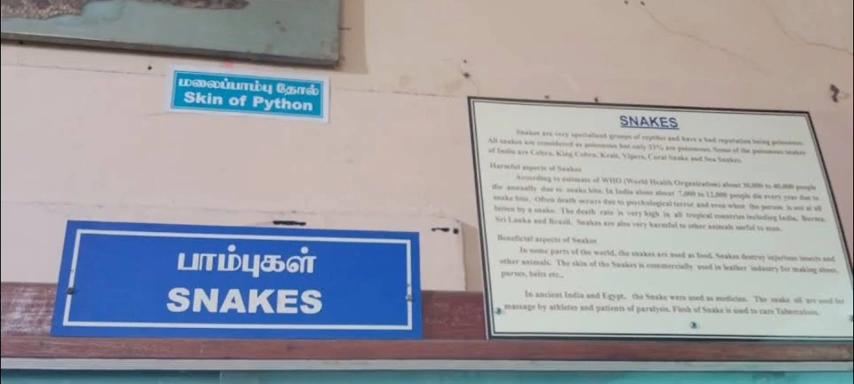 மலைப்பாம்பு தோல்
Skin of Python
பாம்புகள்
SNAKES
SNAKES
Snakes are very specialized groups of reptiles and have a bad reputation being poisonous.
All snakes are considered as poisonous but only 33% are poisonous. Some of the poisonous snakes
of India are Cobra, King Cobra, Krait, Vipers, Coral Snake and Sea Snakes.
Harmful aspects of Snakes
According to estimate of WHO (World Health Organization) about 30,000 to 40,000 people
die annually due to snake bite. In India alone about 7,000 to 12,000 people die every year due to
snake bite. Often death occurs due to psychological terror and even when the person is not at all
bitten by a snake. The death rate is very high in all tropical countries including India, Burma,
Sri Lanka and Brazil. Snakes are also very harmful to other animals useful to man.
Beneficial aspects of Snakes
In some parts of the world, the snakes are used as food. Snakes destroy injurious insects and
other animals. The skin of the Snakes is commercially used in leather industry for making shoes,
purses, belts etc.,
In ancient India and Egypt, the Snake were used as medicine. The snake oil are used for
massage by athletes and patients of paralysis. Flesh of Snake is used to cure Tuberculosis.